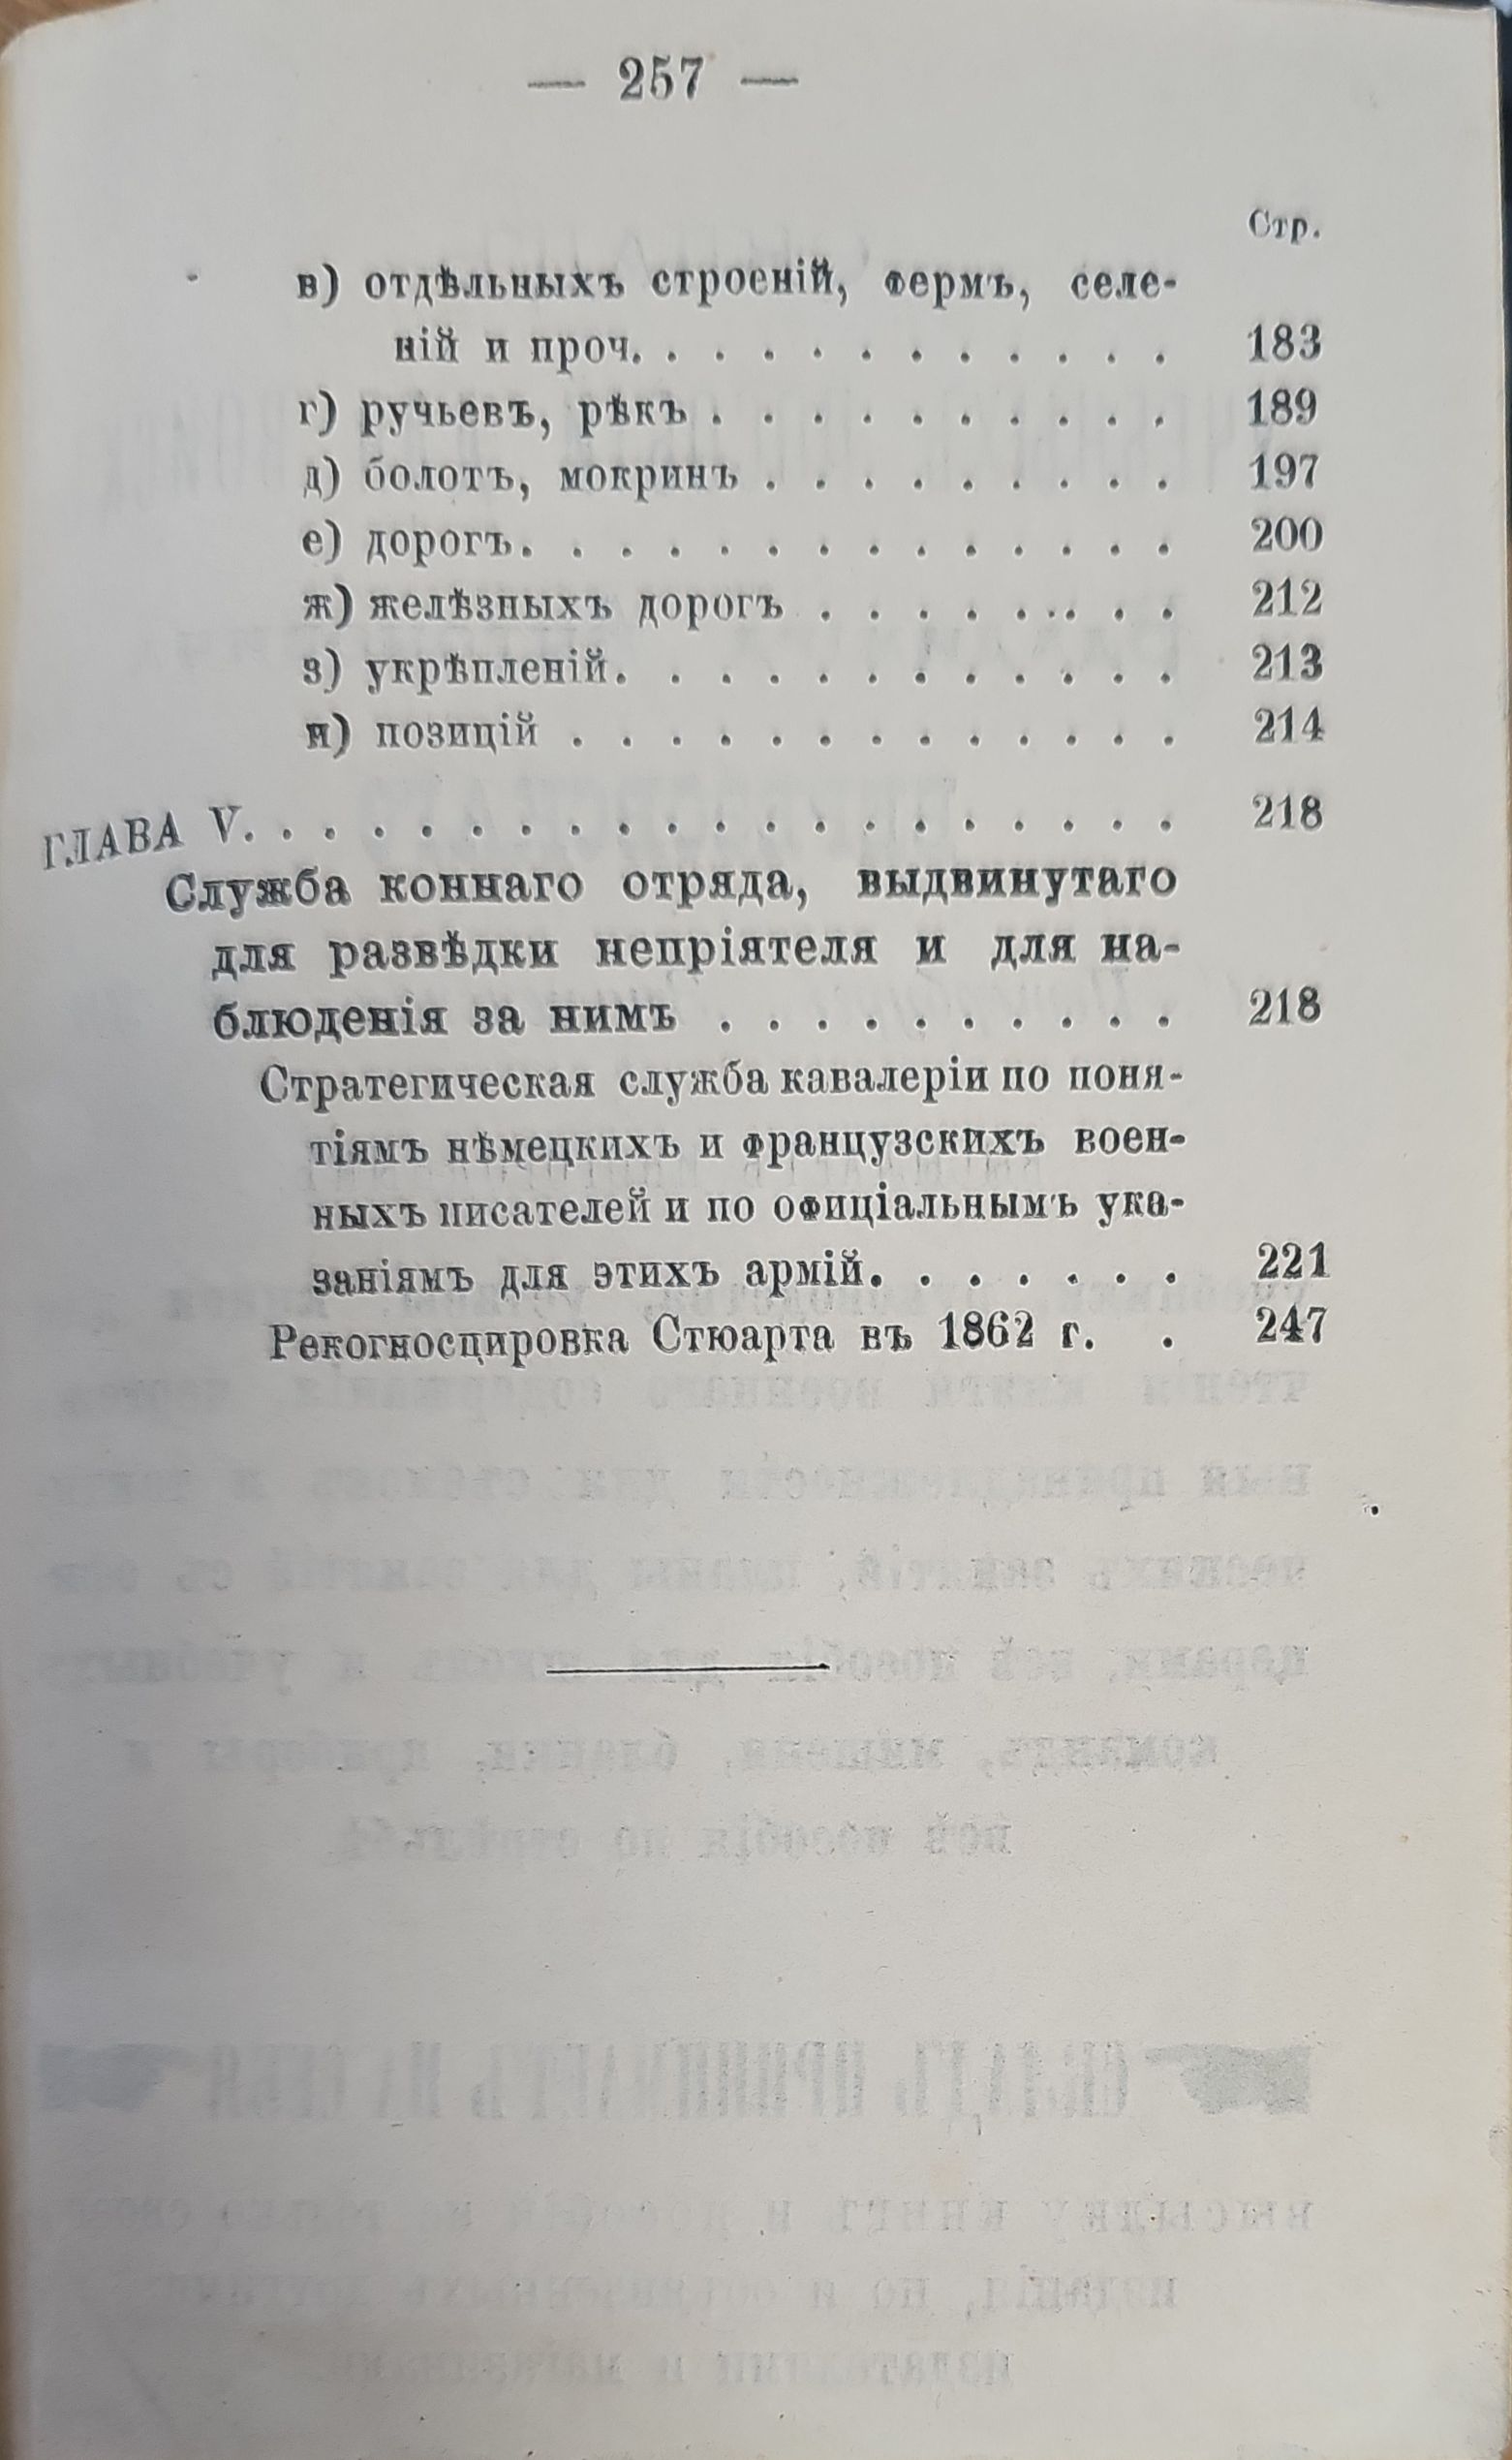 — 257 —
Стр.
в) отдѣльныхъ строеній, фермъ, селе-
ній и проч. . . . . . . . . . . . 183
г) ручьевъ, рѣкъ . . . . . . . . . . 189
д) болотъ, мокринъ . . . . . . . . . 197
е) дорогъ. . . . . . . . . . . . . . 200
ж) желѣзныхъ дорогъ . . . . . . . . . 212
з) укрѣпленій. . . . . . . . . . . . 213
и) позицій . . . . . . . . . . . . . 214
ГЛАВА V. . . . . . . . . . . . . . . . . . . . 218
Служба коннаго отряда, выдвинутаго
для развѣдки непріятеля и для на-
блюденія за нимъ . . . . . . . . . . 218
Стратегическая служба кавалеріи по поня-
тіямъ нѣмецкихъ и французскихъ воен-
ныхъ писателей и по офиціальнымъ ука-
заніямъ для этихъ армій. . . . . . . 221
Рекогносцировка Стюарта въ 1862 г. . 247